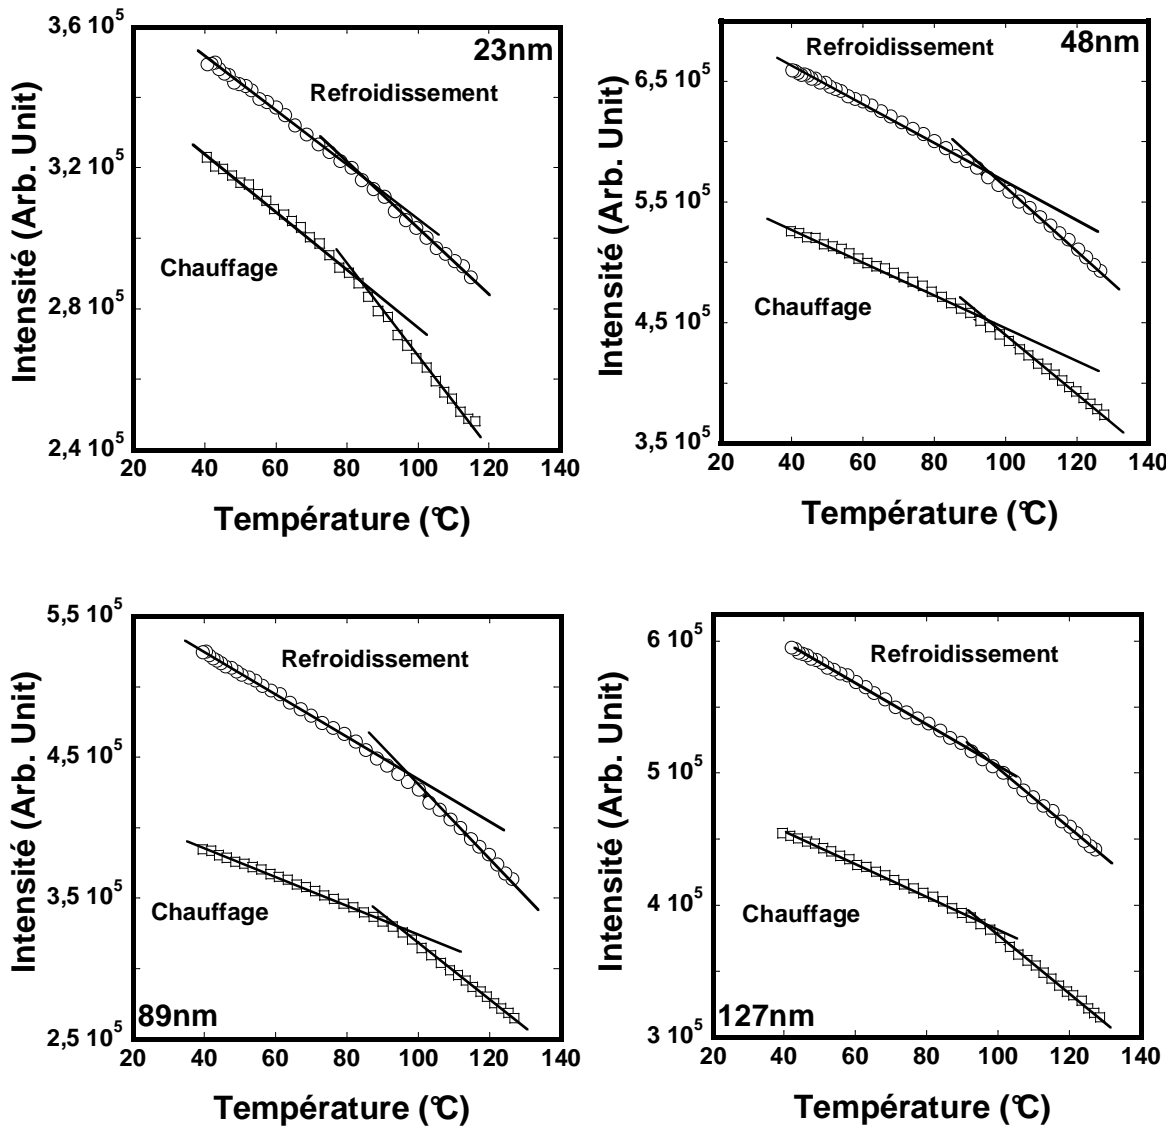 3,6 10⁵
3,2 10⁵
2,8 10⁵
2,4 10⁵
Intensité (Arb. Unit)
23nm
Refroidissement
Chauffage
20 40 60 80 100 120 140
Température (°C)
6,5 10⁵
5,5 10⁵
4,5 10⁵
3,5 10⁵
Intensité (Arb. Unit)
Refroidissement
48nm
Chauffage
20 40 60 80 100 120 140
Température (°C)
5,5 10⁵
4,5 10⁵
3,5 10⁵
2,5 10⁵
Intensité (Arb. Unit)
Refroidissement
Chauffage
89nm
20 40 60 80 100 120 140
Température (°C)
6 10⁵
5 10⁵
4 10⁵
3 10⁵
Intensité (Arb. Unit)
Refroidissement
Chauffage
127nm
20 40 60 80 100 120 140
Température (°C)